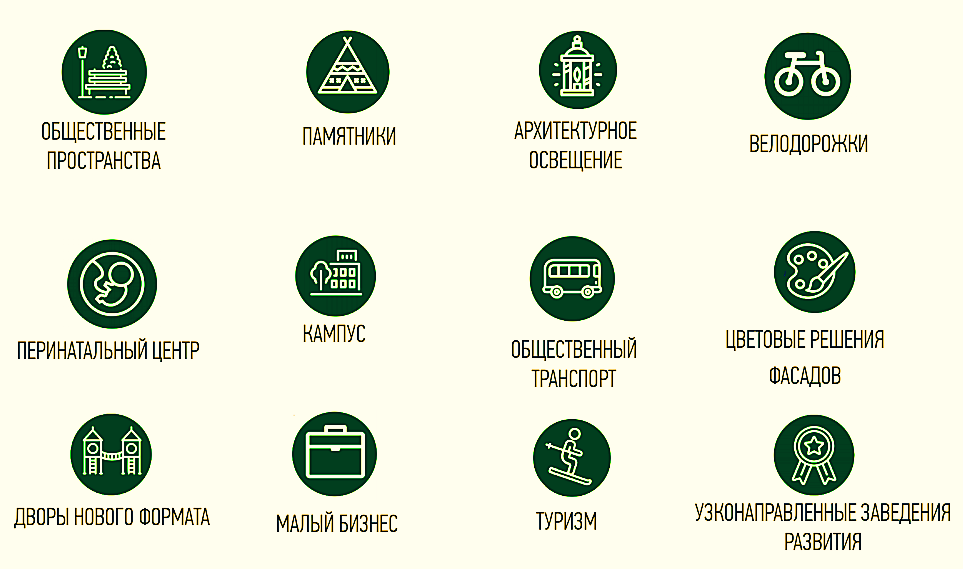 ОБЩЕСТВЕННЫЕ
ПРОСТРАНСТВА
ПАМЯТНИКИ
АРХИТЕКТУРНОЕ
ОСВЕЩЕНИЕ
ВЕЛОДОРОЖКИ
ПЕРИНАТАЛЬНЫЙ ЦЕНТР
КАМПУС
ОБЩЕСТВЕННЫЙ
ТРАНСПОРТ
ЦВЕТОВЫЕ РЕШЕНИЯ
ФАСАДОВ
ДВОРЫ НОВОГО ФОРМАТА
МАЛЫЙ БИЗНЕС
ТУРИЗМ
УЗКОНАПРАВЛЕННЫЕ ЗАВЕДЕНИЯ
РАЗВИТИЯ